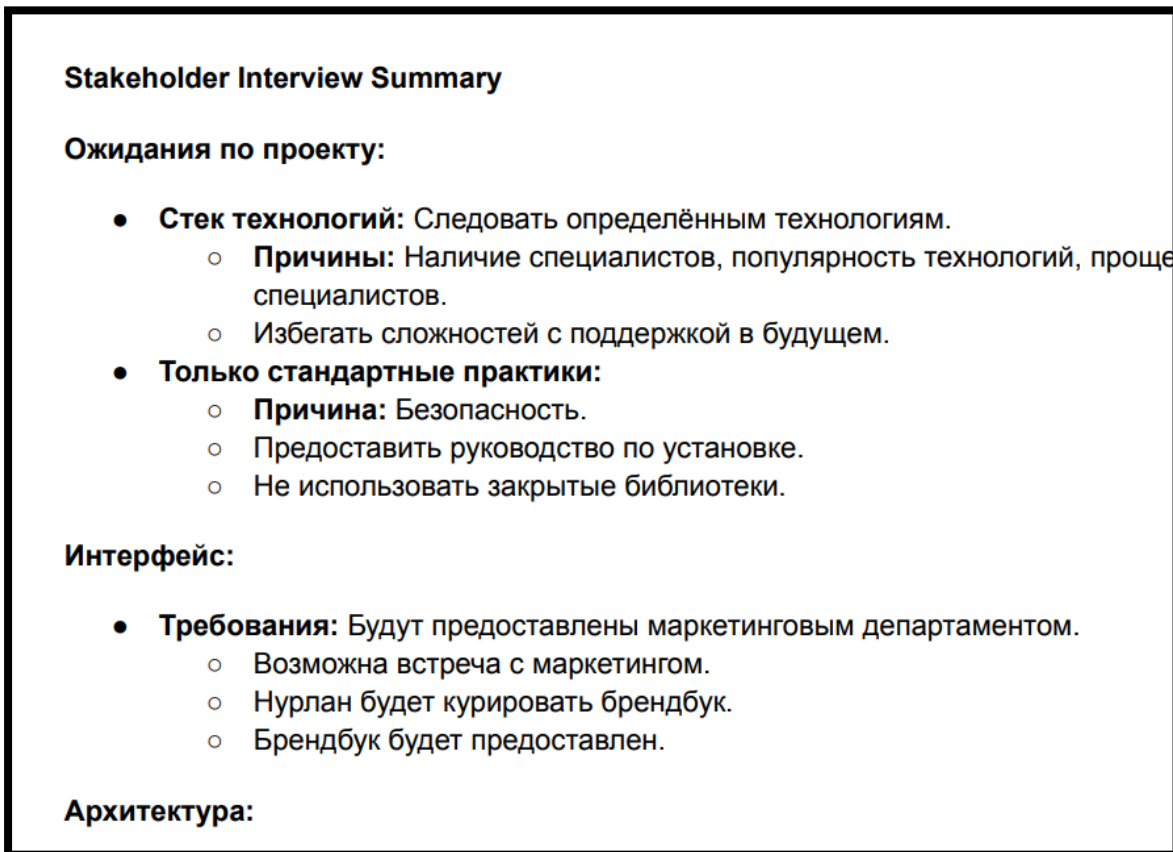 Stakeholder Interview Summary
Ожидания по проекту:
● Стек технологий: Следовать определённым технологиям.
○ Причины: Наличие специалистов, популярность технологий, проще
специалистов.
○ Избегать сложностей с поддержкой в будущем.
● Только стандартные практики:
○ Причина: Безопасность.
○ Предоставить руководство по установке.
○ Не использовать закрытые библиотеки.
Интерфейс:
● Требования: Будут предоставлены маркетинговым департаментом.
○ Возможна встреча с маркетингом.
○ Нурлан будет курировать брендбук.
○ Брендбук будет предоставлен.
Архитектура: